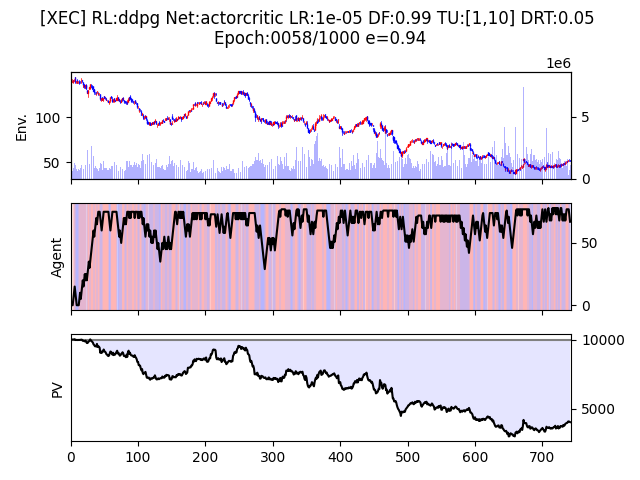 [XEC] RL:ddpg Net:actorcritic LR:1e-05 DF:0.99 TU:[1,10] DRT:0.05
Epoch:0058/1000 e=0.94
1e6
Env.
100
50
5
0
Agent
50
0
PV
10000
5000
0 100 200 300 400 500 600 700